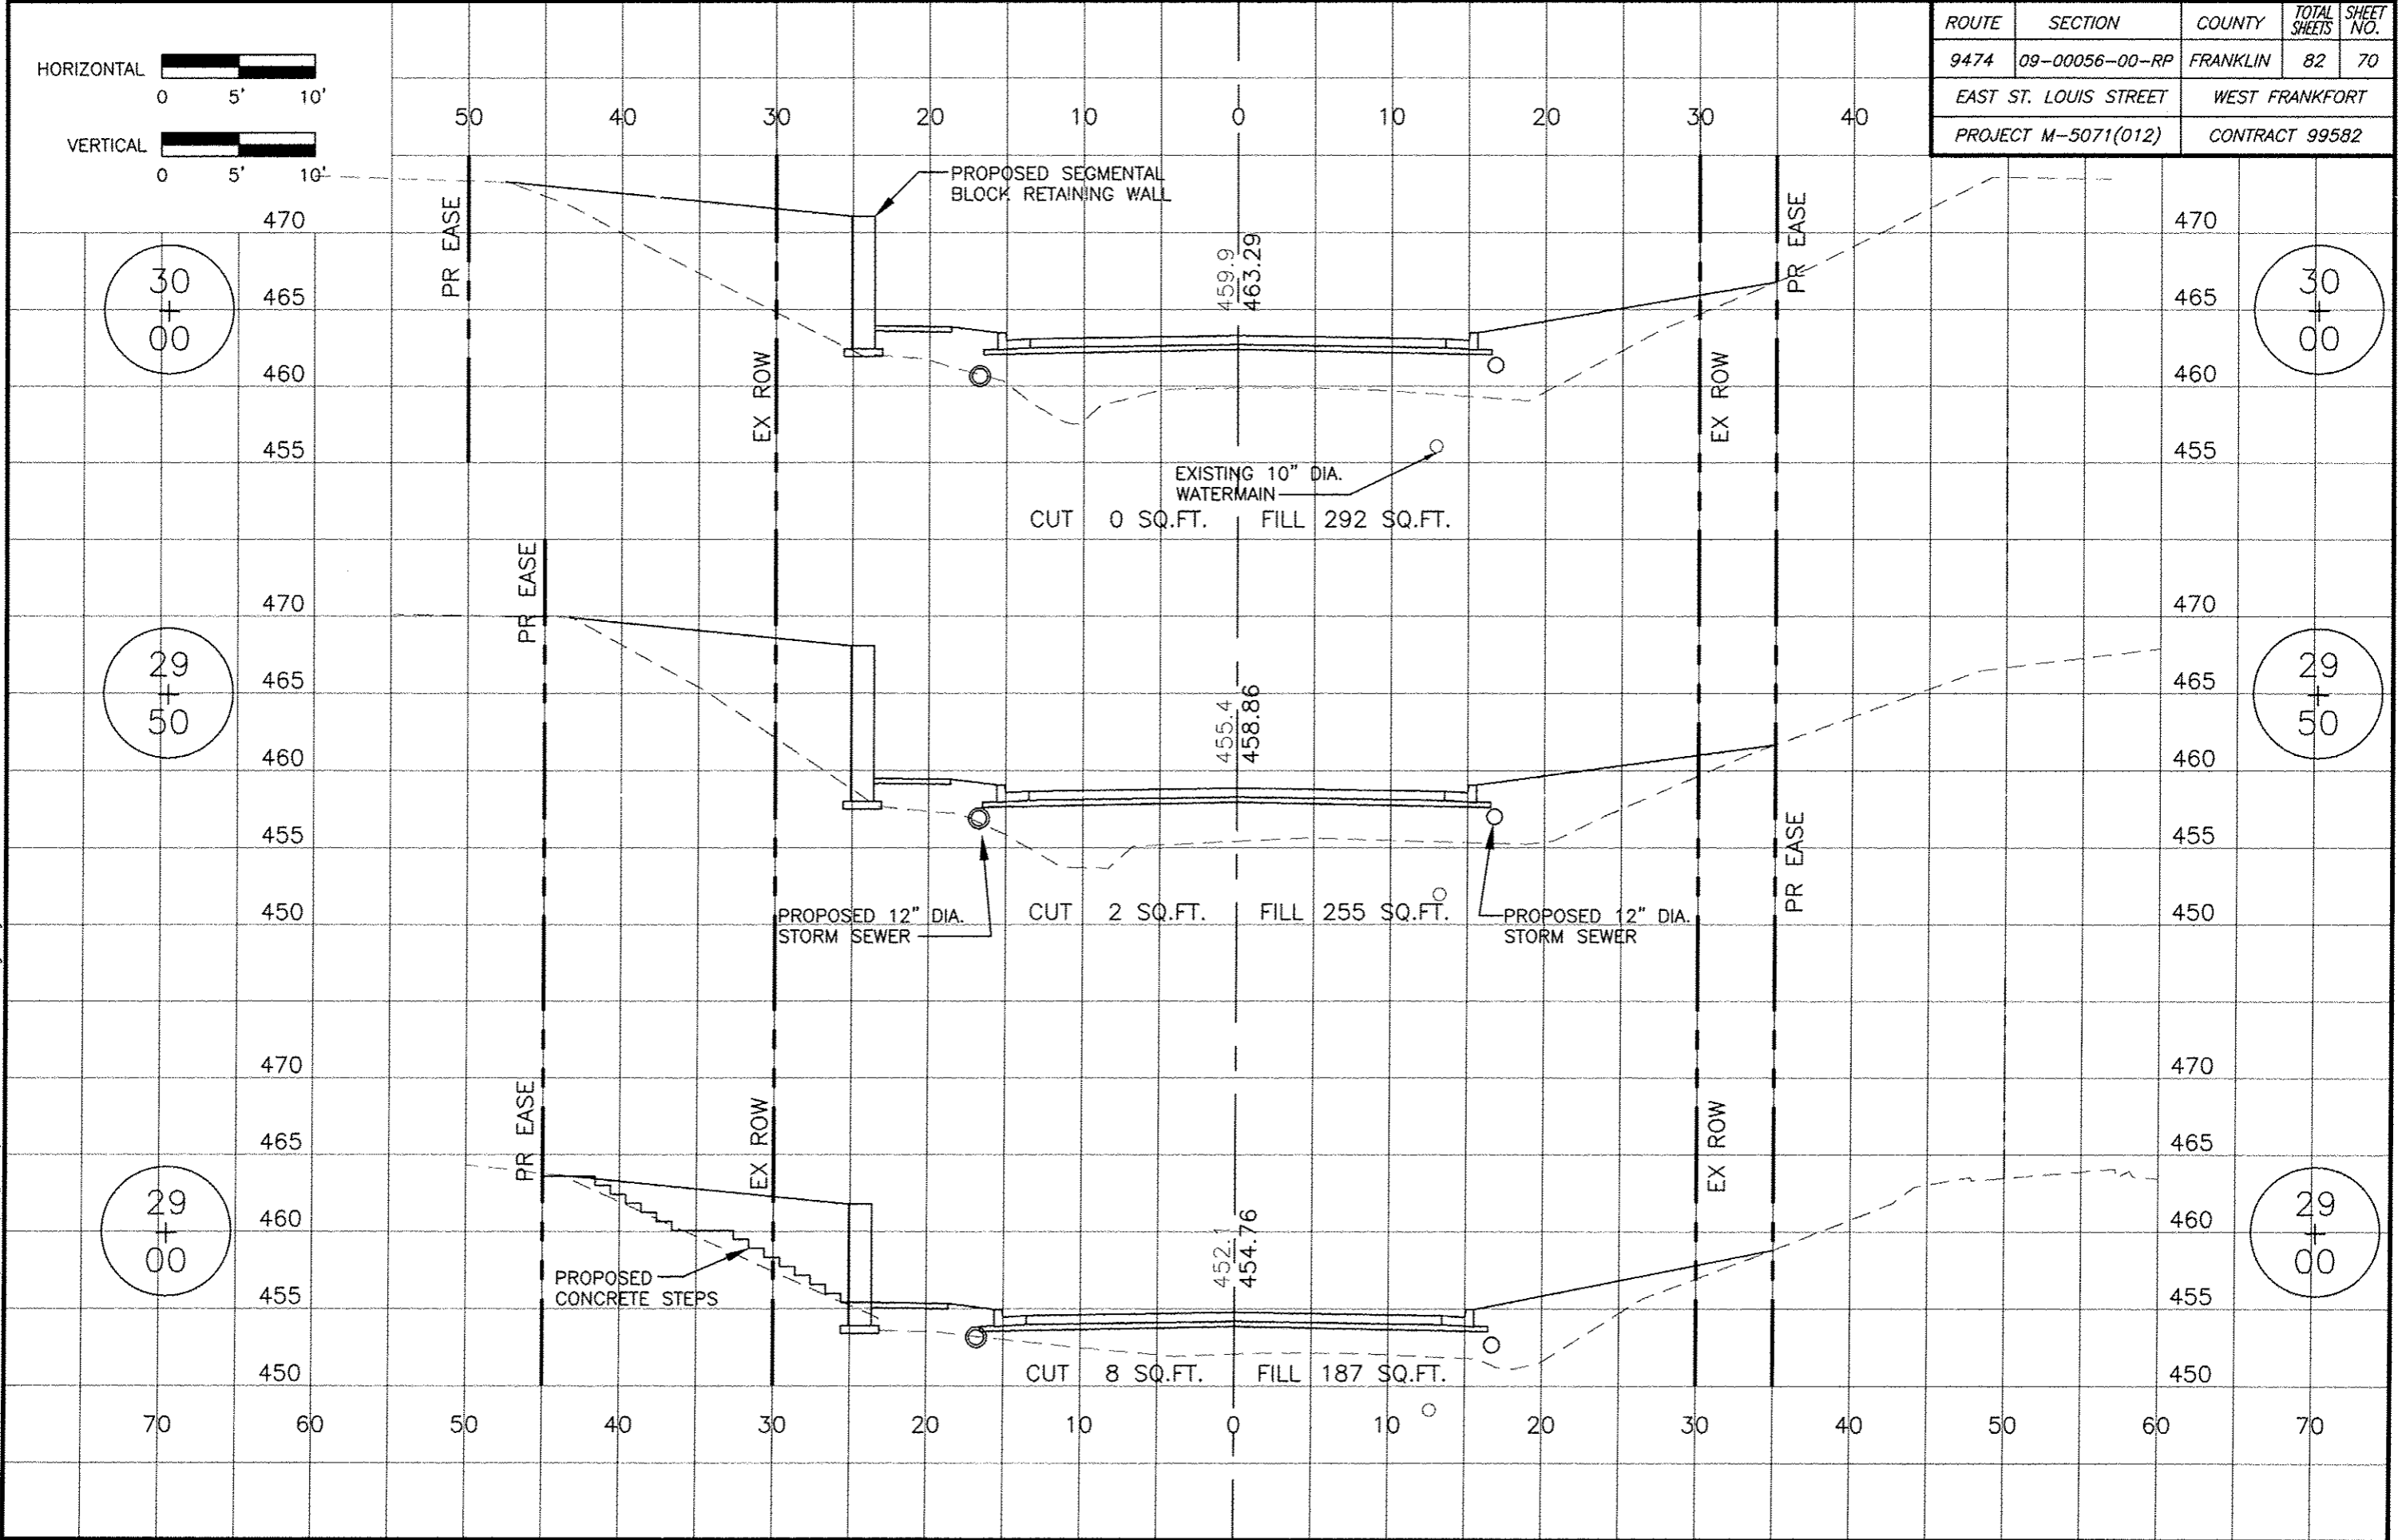 ROUTE SECTION COUNTY TOTAL SHEETS SHEET NO.
9474 09-00056-00-RP FRANKLIN 82 70
EAST ST. LOUIS STREET WEST FRANKFORT
PROJECT M-5071(012) CONTRACT 99582
HORIZONTAL
0 5' 10'
VERTICAL
0 5' 10'
50 40 30 20 10 0 10 20 30 40
PROPOSED SEGMENTAL
BLOCK RETAINING WALL
PR EASE
EX ROW
459.9
463.29
EX ROW
PR EASE
470 470
465 465
460 460
455 455
30
+
00
30
+
00
EXISTING 10" DIA.
WATERMAIN
CUT 0 SQ.FT. FILL 292 SQ.FT.
PR EASE
455.4
458.86
PR EASE
470 470
465 465
460 460
455 455
450 450
29
+
50
29
+
50
PROPOSED 12" DIA.
STORM SEWER
CUT 2 SQ.FT. FILL 255 SQ.FT.
PROPOSED 12" DIA.
STORM SEWER
PR EASE
EX ROW
452.1
454.76
EX ROW
470 470
465 465
460 460
455 455
450 450
29
+
00
29
+
00
PROPOSED
CONCRETE STEPS
CUT 8 SQ.FT. FILL 187 SQ.FT.
70 60 50 40 30 20 10 0 10 20 30 40 50 60 70